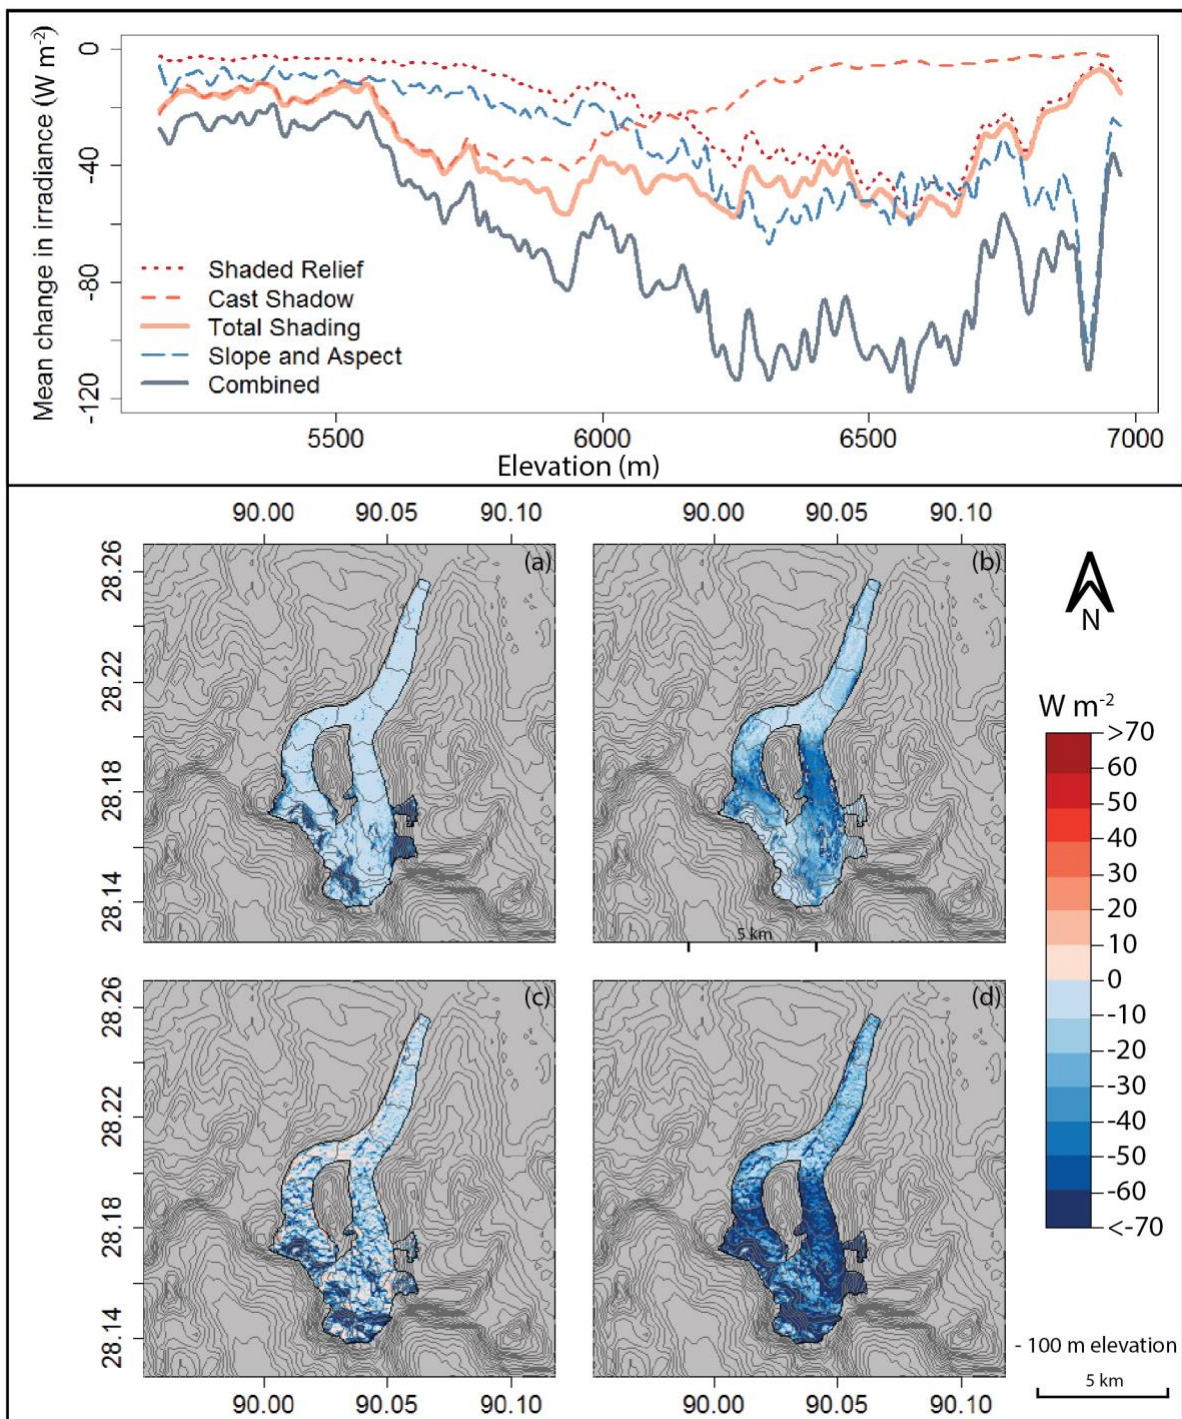 Mean change in irradiance (W m⁻²)
0
-40
-80
-120
Shaded Relief
Cast Shadow
Total Shading
Slope and Aspect
Combined
5500
6000
6500
7000
Elevation (m)
90.00
90.05
90.10
90.00
90.05
90.10
28.26
28.22
28.18
28.14
(a)
(b)
5 km
N
W m⁻²
>70
60
50
40
30
20
10
0
-10
-20
-30
-40
-50
-60
<-70
28.26
28.22
28.18
28.14
(c)
(d)
- 100 m elevation
5 km
90.00
90.05
90.10
90.00
90.05
90.10